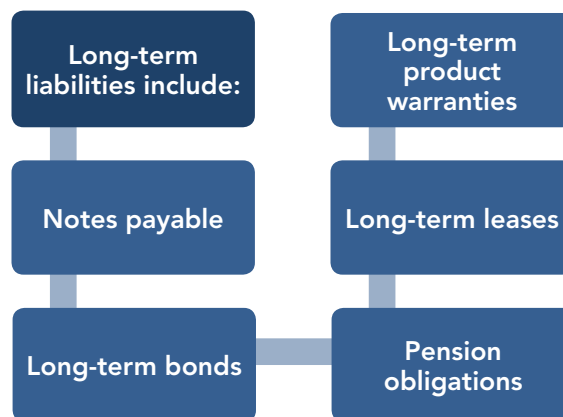 Long-term
liabilities include:
Notes payable
Long-term bonds
Pension
obligations
Long-term leases
Long-term
product
warranties